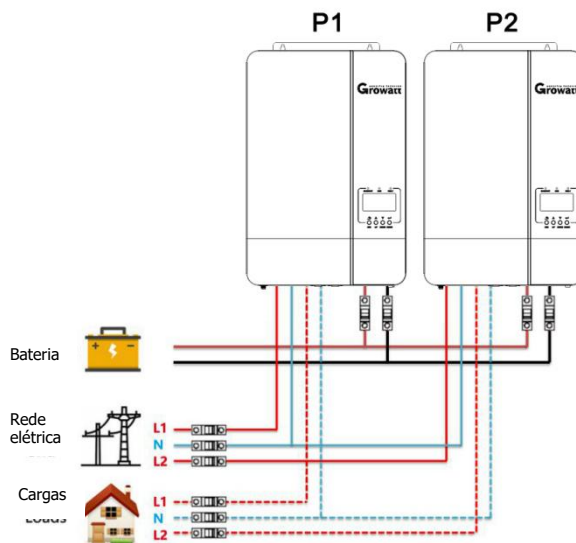 P1
P2
Growatt
Growatt
Bateria
+
−
Rede
elétrica
L1
N
L2
Cargas
Loads
L1
N
L2